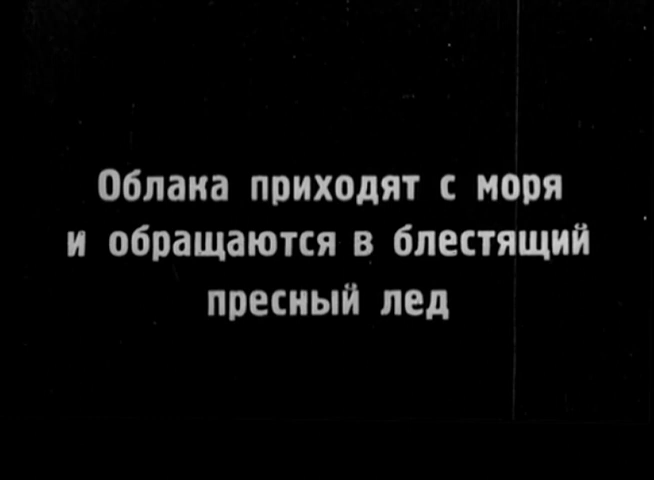 Облака приходят с моря
и обращаются в блестящий
пресный лед